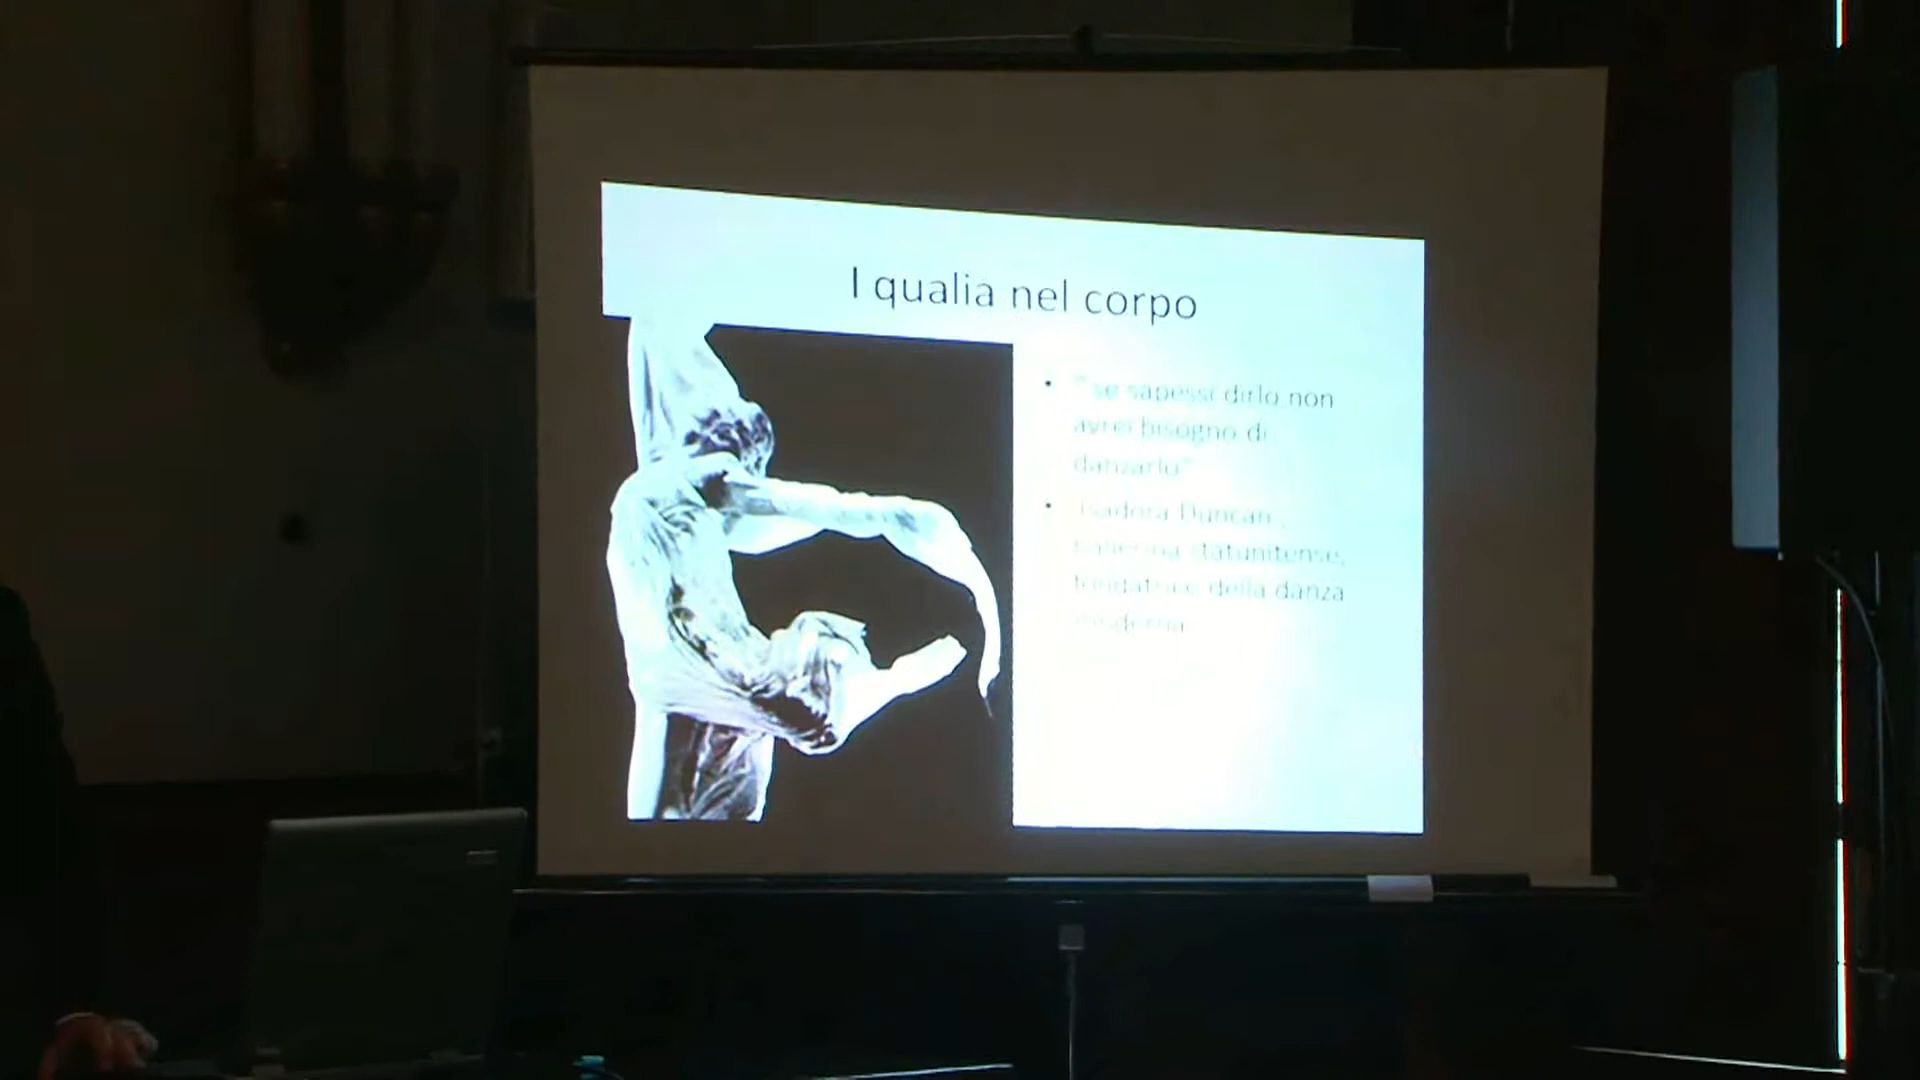 I qualia nel corpo
• "se sapessi dirlo non
avrei bisogno di
danzarlo"
• Isadora Duncan,
ballerina statunitense,
fondatrice della danza
moderna.